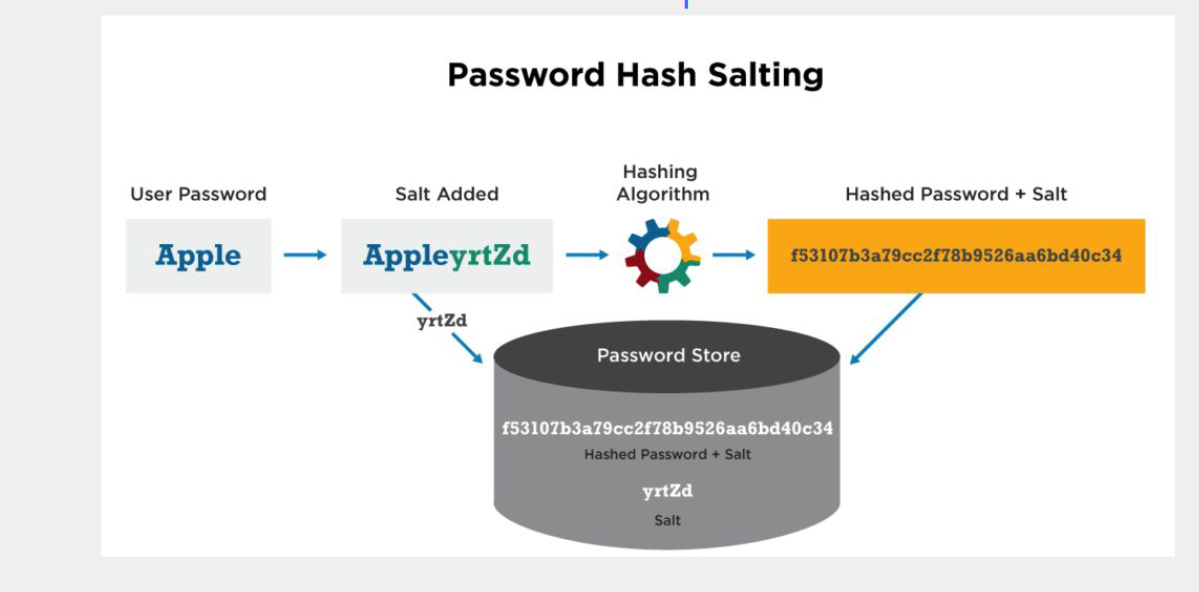 Password Hash Salting
User Password
Salt Added
Hashing
Algorithm
Hashed Password + Salt
Apple
AppleyrtZd
f53107b3a79cc2f78b9526aa6bd40c34
yrtZd
Password Store
f53107b3a79cc2f78b9526aa6bd40c34
Hashed Password + Salt
yrtZd
Salt